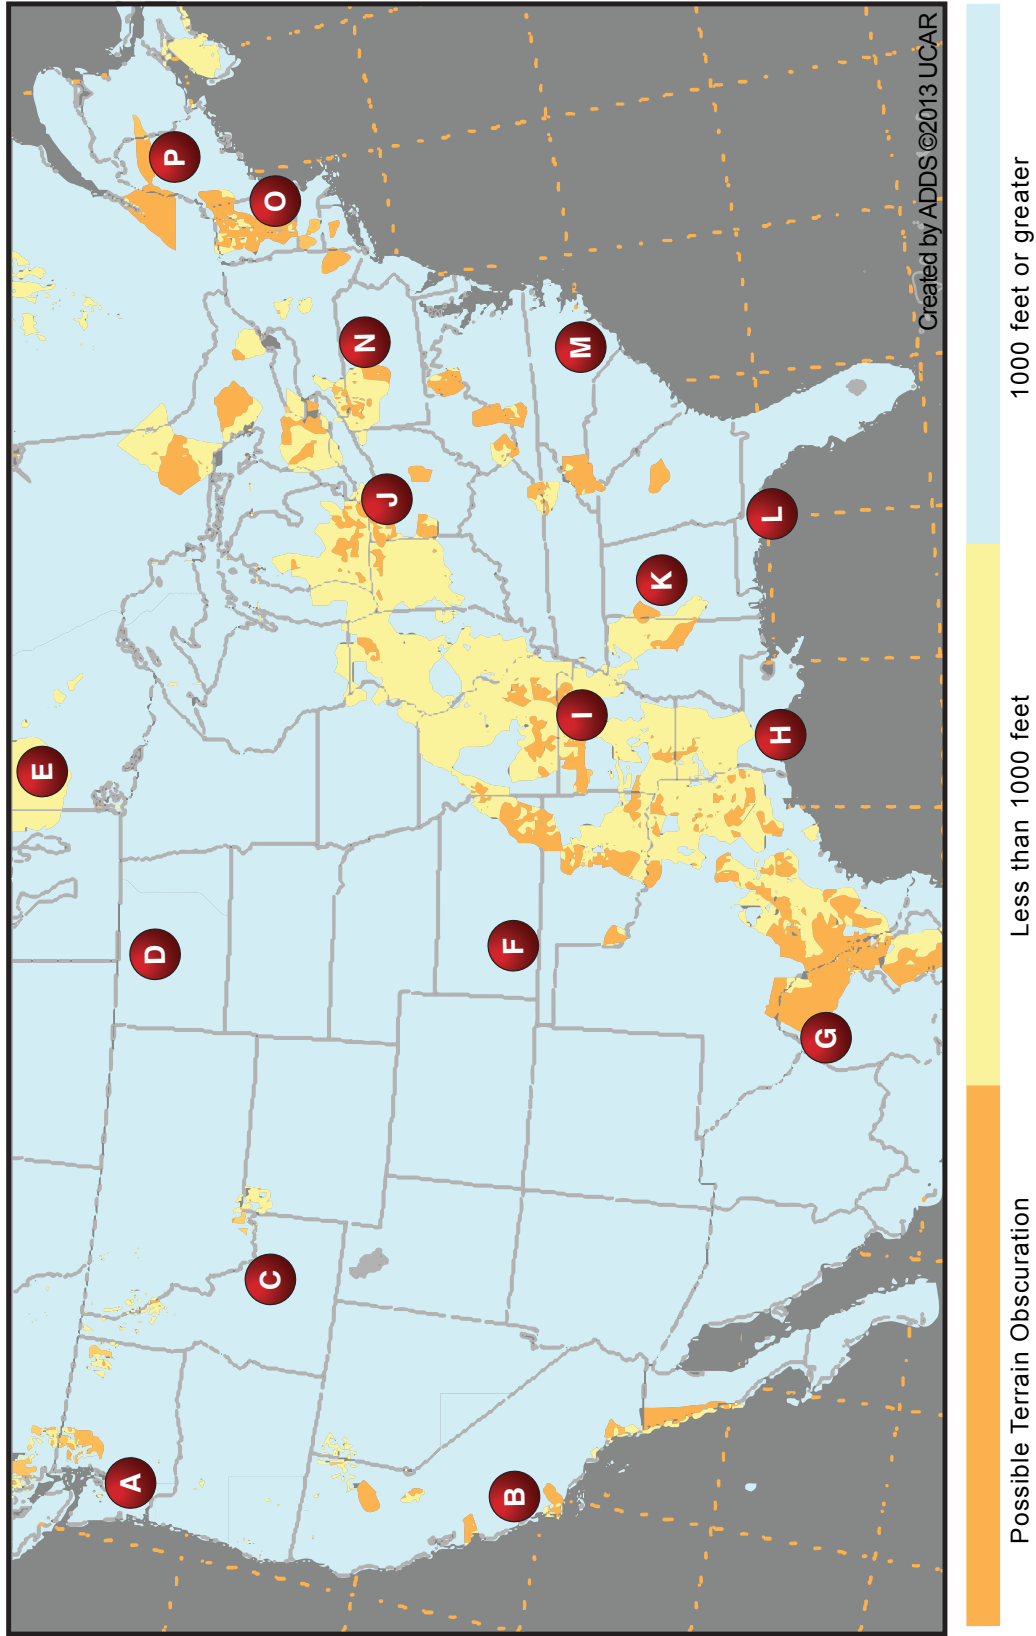 A
B
C
D
E
F
G
H
I
J
K
L
M
N
O
P
Created by ADDS ©2013 UCAR
Possible Terrain Obscuration
Less than 1000 feet
1000 feet or greater